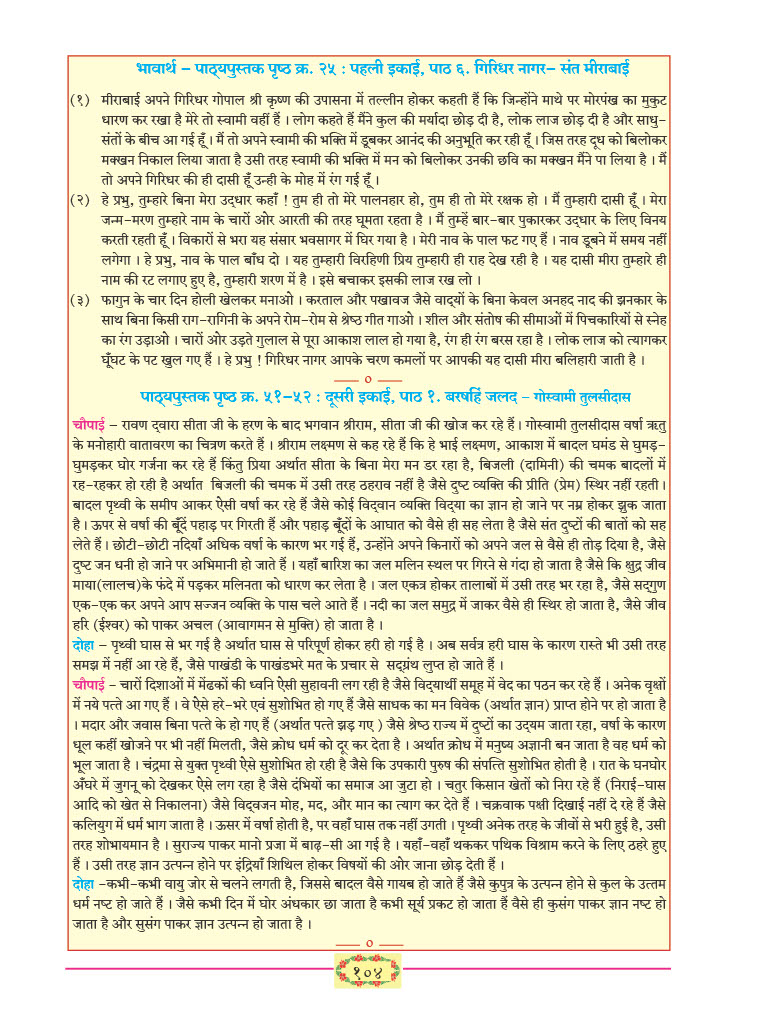 भावार्थ – पाठ्यपुस्तक पृष्ठ क्र. २५ : पहली इकाई, पाठ ६. गिरिधर नागर– संत मीराबाई
(१) मीराबाई अपने गिरिधर गोपाल श्री कृष्ण की उपासना में तल्लीन होकर कहती हैं कि जिन्होंने माथे पर मोरपंख का मुकुट
धारण कर रखा है मेरे तो स्वामी वहीं हैं । लोग कहते हैं मैंने कुल की मर्यादा छोड़ दी है, लोक लाज छोड़ दी है और साधु–
संतों के बीच आ गई हूँ । मैं तो अपने स्वामी की भक्ति में डूबकर आनंद की अनुभूति कर रही हूँ । जिस तरह दूध को बिलोकर
मक्खन निकाल लिया जाता है उसी तरह स्वामी की भक्ति में मन को बिलोकर उनकी छवि का मक्खन मैंने पा लिया है । मैं
तो अपने गिरिधर की ही दासी हूँ उन्ही के मोह में रंग गई हूँ ।
(२) हे प्रभु, तुम्हारे बिना मेरा उद्धार कहाँ ! तुम ही तो मेरे पालनहार हो, तुम ही तो मेरे रक्षक हो । मैं तुम्हारी दासी हूँ । मेरा
जन्म–मरण तुम्हारे नाम के चारों ओर आरती की तरह घूमता रहता है । मैं तुम्हें बार–बार पुकारकर उद्धार के लिए विनय
करती रहती हूँ । विकारों से भरा यह संसार भवसागर में घिर गया है । मेरी नाव के पाल फट गए हैं । नाव डूबने में समय नहीं
लगेगा । हे प्रभु, नाव के पाल बाँध दो । यह तुम्हारी विरहिणी प्रिय तुम्हारी ही राह देख रही है । यह दासी मीरा तुम्हारे ही
नाम की रट लगाए हुए है, तुम्हारी शरण में है । इसे बचाकर इसकी लाज रख लो ।
(३) फागुन के चार दिन होली खेलकर मनाओ । करताल और पखावज जैसे वाद्यों के बिना केवल अनहद नाद की झनकार के
साथ बिना किसी राग–रागिनी के अपने रोम–रोम से श्रेष्ठ गीत गाओ । शील और संतोष की सीमाओं में पिचकारियों से स्नेह
का रंग उड़ाओ । चारों ओर उड़ते गुलाल से पूरा आकाश लाल हो गया है, रंग ही रंग बरस रहा है । लोक लाज को त्यागकर
घूँघट के पट खुल गए हैं । हे प्रभु ! गिरिधर नागर आपके चरण कमलों पर आपकी यह दासी मीरा बलिहारी जाती है ।
०
पाठ्यपुस्तक पृष्ठ क्र. ५१–५२ : दूसरी इकाई, पाठ १. बरषहिं जलद – गोस्वामी तुलसीदास
चौपाई – रावण द्वारा सीता जी के हरण के बाद भगवान श्रीराम, सीता जी की खोज कर रहे हैं । गोस्वामी तुलसीदास वर्षा ऋतु
के मनोहारी वातावरण का चित्रण करते हैं । श्रीराम लक्ष्मण से कह रहे हैं कि हे भाई लक्ष्मण, आकाश में बादल घमंड से घुमड़–
घुमड़कर घोर गर्जना कर रहे हैं किंतु प्रिया अर्थात सीता के बिना मेरा मन डर रहा है, बिजली (दामिनी) की चमक बादलों में
रह–रहकर हो रही है अर्थात बिजली की चमक में उसी तरह ठहराव नहीं है जैसे दुष्ट व्यक्ति की प्रीति (प्रेम) स्थिर नहीं रहती ।
बादल पृथ्वी के समीप आकर ऐसी वर्षा कर रहे हैं जैसे कोई विद्वान व्यक्ति विद्या का ज्ञान हो जाने पर नम्र होकर झुक जाता
है । ऊपर से वर्षा की बूँदें पहाड़ पर गिरती हैं और पहाड़ बूँदों के आघात को वैसे ही सह लेता है जैसे संत दुष्टों की बातों को सह
लेते हैं । छोटी–छोटी नदियाँ अधिक वर्षा के कारण भर गई हैं, उन्होंने अपने किनारों को अपने जल से वैसे ही तोड़ दिया है, जैसे
दुष्ट जन धनी हो जाने पर अभिमानी हो जाते हैं । यहाँ बारिश का जल मलिन स्थल पर गिरने से गंदा हो जाता है जैसे कि क्षुद्र जीव
माया(लालच)के फंदे में पड़कर मलिनता को धारण कर लेता है । जल एकत्र होकर तालाबों में उसी तरह भर रहा है, जैसे सद्गुण
एक–एक कर अपने आप सज्जन व्यक्ति के पास चले आते हैं । नदी का जल समुद्र में जाकर वैसे ही स्थिर हो जाता है, जैसे जीव
हरि (ईश्वर) को पाकर अचल (आवागमन से मुक्ति) हो जाता है ।
दोहा – पृथ्वी घास से भर गई है अर्थात घास से परिपूर्ण होकर हरी हो गई है । अब सर्वत्र हरी घास के कारण रास्ते भी उसी तरह
समझ में नहीं आ रहे हैं, जैसे पाखंडी के पाखंडभरे मत के प्रचार से सद्ग्रंथ लुप्त हो जाते हैं ।
चौपाई – चारों दिशाओं में मेंढकों की ध्वनि ऐसी सुहावनी लग रही है जैसे विद्यार्थी समूह में वेद का पठन कर रहे हैं । अनेक वृक्षों
में नये पत्ते आ गए हैं । वे ऐसे हरे–भरे एवं सुशोभित हो गए हैं जैसे साधक का मन विवेक (अर्थात ज्ञान) प्राप्त होने पर हो जाता है
। मदार और जवास बिना पत्ते के हो गए हैं (अर्थात पत्ते झड़ गए ) जैसे श्रेष्ठ राज्य में दुष्टों का उद्यम जाता रहा, वर्षा के कारण
धूल कहीं खोजने पर भी नहीं मिलती, जैसे क्रोध धर्म को दूर कर देता है । अर्थात क्रोध में मनुष्य अज्ञानी बन जाता है वह धर्म को
भूल जाता है । चंद्रमा से युक्त पृथ्वी ऐसे सुशोभित हो रही है जैसे कि उपकारी पुरुष की संपत्ति सुशोभित होती है । रात के घनघोर
अँधरे में जुगनू को देखकर ऐसे लग रहा है जैसे दंभियों का समाज आ जुटा हो । चतुर किसान खेतों को निरा रहे हैं (निराई–घास
आदि को खेत से निकालना) जैसे विद्वजन मोह, मद, और मान का त्याग कर देते हैं । चक्रवाक पक्षी दिखाई नहीं दे रहे हैं जैसे
कलियुग में धर्म भाग जाता है । ऊसर में वर्षा होती है, पर वहाँ घास तक नहीं उगती । पृथ्वी अनेक तरह के जीवों से भरी हुई है, उसी
तरह शोभायमान है । सुराज्य पाकर मानो प्रजा में बाढ़–सी आ गई है । यहाँ–वहाँ थककर पथिक विश्राम करने के लिए ठहरे हुए
हैं । उसी तरह ज्ञान उत्पन्न होने पर इंद्रियाँ शिथिल होकर विषयों की ओर जाना छोड़ देती हैं ।
दोहा –कभी–कभी वायु जोर से चलने लगती है, जिससे बादल वैसे गायब हो जाते हैं जैसे कुपुत्र के उत्पन्न होने से कुल के उत्तम
धर्म नष्ट हो जाते हैं । जैसे कभी दिन में घोर अंधकार छा जाता है कभी सूर्य प्रकट हो जाता हैं वैसे ही कुसंग पाकर ज्ञान नष्ट हो
जाता है और सुसंग पाकर ज्ञान उत्पन्न हो जाता है ।
०
१०४